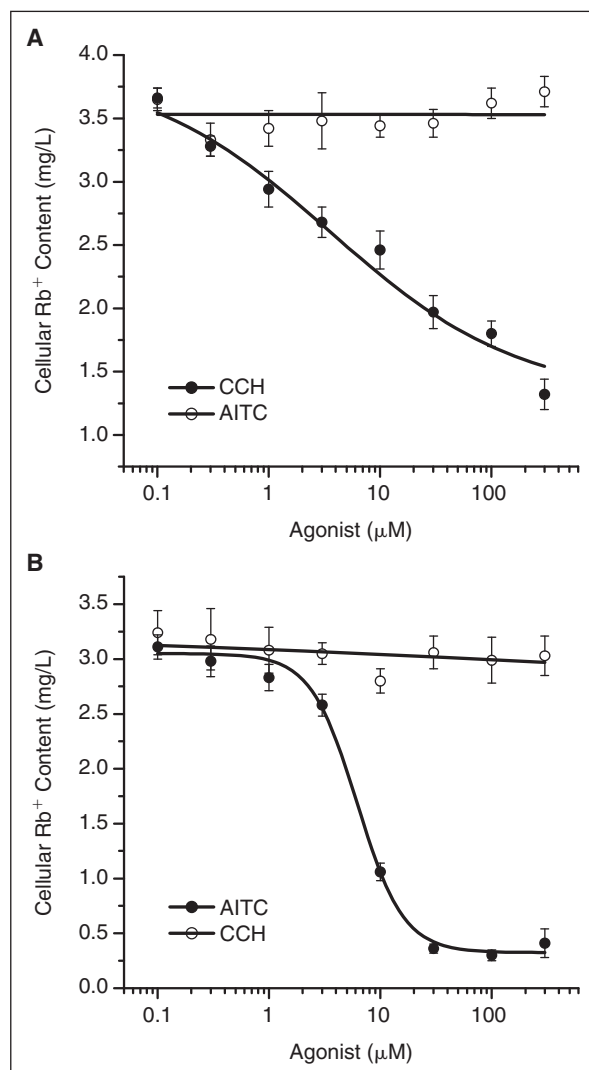 A
4.0
3.5
3.0
2.5
2.0
1.5
1.0
Cellular Rb⁺ Content (mg/L)
CCH
AITC
0.1 1 10 100
Agonist (μM)
B
3.5
3.0
2.5
2.0
1.5
1.0
0.5
0.0
Cellular Rb⁺ Content (mg/L)
AITC
CCH
0.1 1 10 100
Agonist (μM)